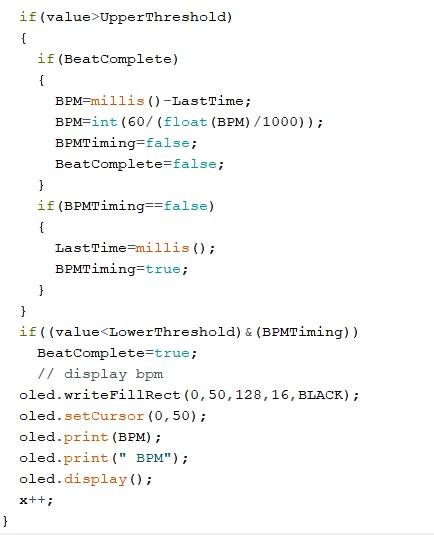 if(value>UpperThreshold)
{
if(BeatComplete)
{
BPM=millis()-LastTime;
BPM=int(60/(float(BPM)/1000));
BPMTiming=false;
BeatComplete=false;
}
if(BPMTiming==false)
{
LastTime=millis();
BPMTiming=true;
}
}
if((value<LowerThreshold)&(BPMTiming))
BeatComplete=true;
// display bpm
oled.writeFillRect(0,50,128,16,BLACK);
oled.setCursor(0,50);
oled.print(BPM);
oled.print(" BPM");
oled.display();
x++;
}